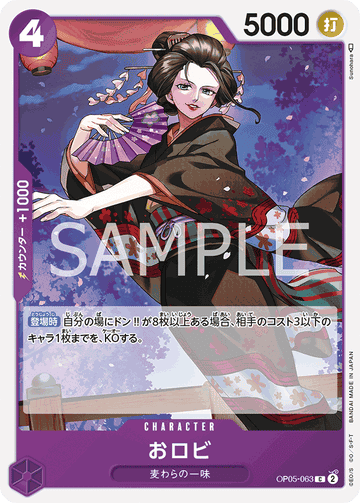 4
5000
打
Sunohara
カウンター +1000
SAMPLE
登場時 自分の場にドン!!が8枚以上ある場合、相手のコスト3以下の
キャラ1枚までを、KOする。
CHARACTER
おロビ
麦わらの一味
OP05-063 C 2
©E.O/S ©O/S・F・T BANDAI MADE IN JAPAN